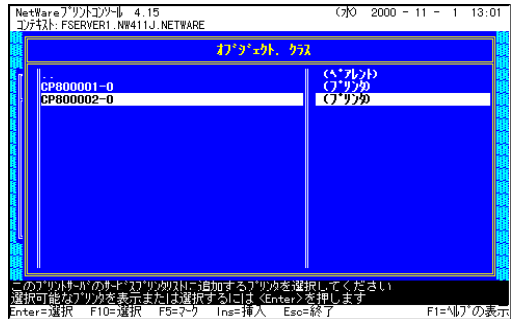 NetWareプリントコンソール 4.15 (水) 2000 - 11 - 1 13:01
コンテキスト: FSERVER1.NW411J.NETWARE
オブジェクト. クラス
.. (ペアレント)
CP800001-0 (プリンタ)
CP800002-0 (プリンタ)
このプリントサーバのサービスプリンタリストに追加するプリンタを選択してください
選択可能なプリンタを表示または選択するには <Enter>を押します
Enter=選択 F10=選択 F5=マーク Ins=挿入 Esc=終了 F1=ヘルプの表示